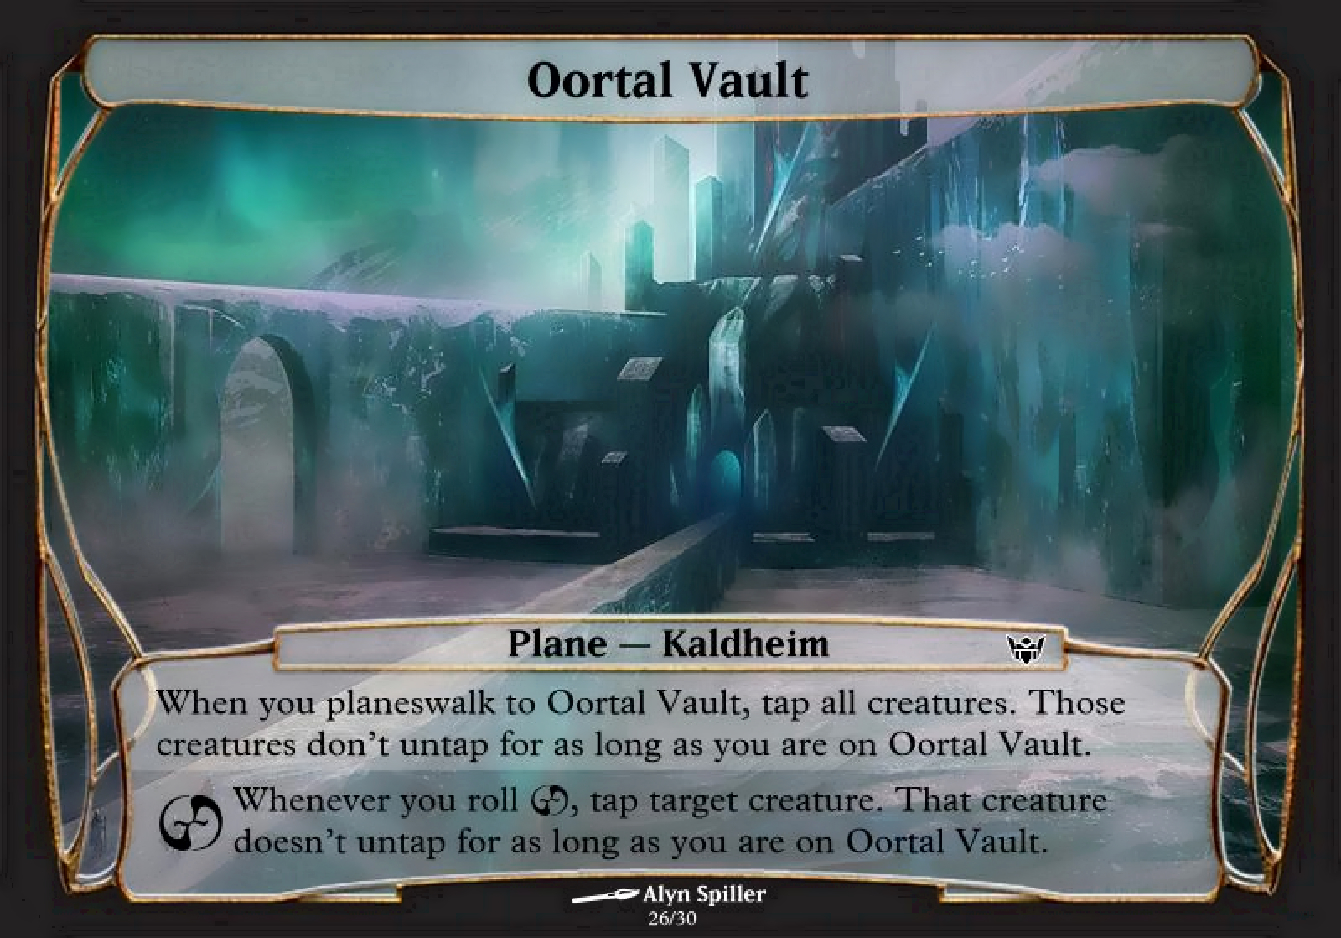 Oortal Vault
Plane — Kaldheim
When you planeswalk to Oortal Vault, tap all creatures. Those
creatures don't untap for as long as you are on Oortal Vault.
Whenever you roll , tap target creature. That creature
doesn't untap for as long as you are on Oortal Vault.
Alyn Spiller
26/30